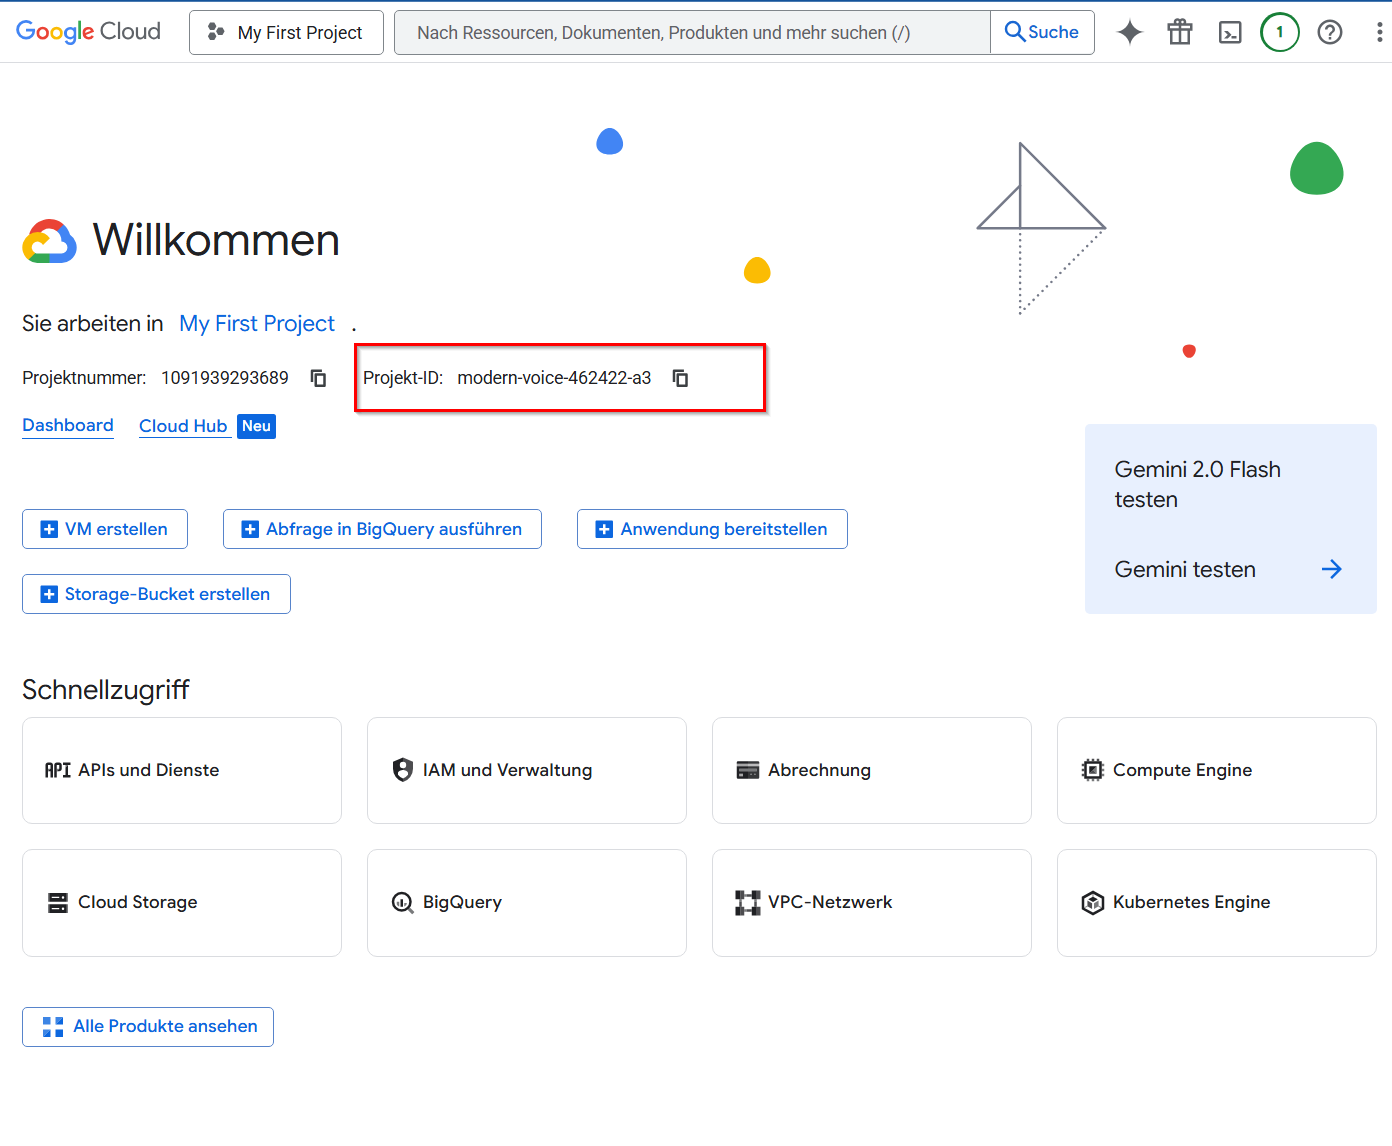 Google Cloud
My First Project
Nach Ressourcen, Dokumenten, Produkten und mehr suchen (/)
Suche
1
Willkommen
Sie arbeiten in My First Project .
Projektnummer: 1091939293689
Projekt-ID: modern-voice-462422-a3
Dashboard
Cloud Hub Neu
Gemini 2.0 Flash
testen
Gemini testen
VM erstellen
Abfrage in BigQuery ausführen
Anwendung bereitstellen
Storage-Bucket erstellen
Schnellzugriff
API APIs und Dienste
IAM und Verwaltung
Abrechnung
Compute Engine
Cloud Storage
BigQuery
VPC-Netzwerk
Kubernetes Engine
Alle Produkte ansehen